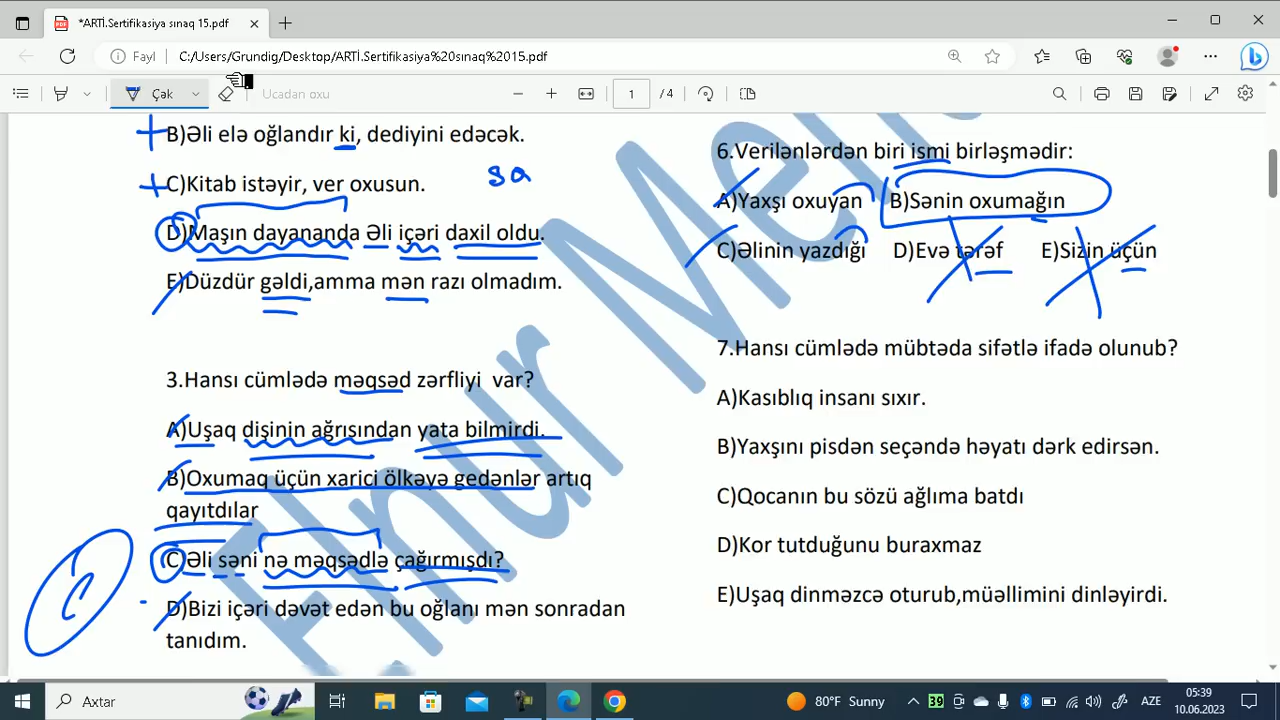 *ARTİ.Sertifikasiya sınaq 15.pdf
Fayl
C:/Users/Grundig/Desktop/ARTİ.Sertifikasiya%20sınaq%2015.pdf
Çək
Ucadan oxu
1 / 4
B)Əli elə oğlandır ki, dediyini edəcək.
C)Kitab istəyir, ver oxusun.
sa
D)Maşın dayananda Əli içəri daxil oldu.
E)Düzdür gəldi,amma mən razı olmadım.
3.Hansı cümlədə məqsəd zərfliyi var?
A)Uşaq dişinin ağrısından yata bilmirdi.
B)Oxumaq üçün xarici ölkəyə gedənlər artıq
qayıtdılar
C)Əli səni nə məqsədlə çağırmışdı?
D)Bizi içəri dəvət edən bu oğlanı mən sonradan
tanıdım.
6.Verilənlərdən biri ismi birləşmədir:
A)Yaxşı oxuyan B)Sənin oxumağın
C)Əlinin yazdığı D)Evə tərəf E)Sizin üçün
7.Hansı cümlədə mübtəda sifətlə ifadə olunub?
A)Kasıblıq insanı sıxır.
B)Yaxşını pisdən seçəndə həyatı dərk edirsən.
C)Qocanın bu sözü ağlıma batdı
D)Kor tutduğunu buraxmaz
E)Uşaq dinməzcə oturub,müəllimini dinləyirdi.
Elnur Me
Axtar
80°F Sunny
39
AZE
05:39
10.06.2023